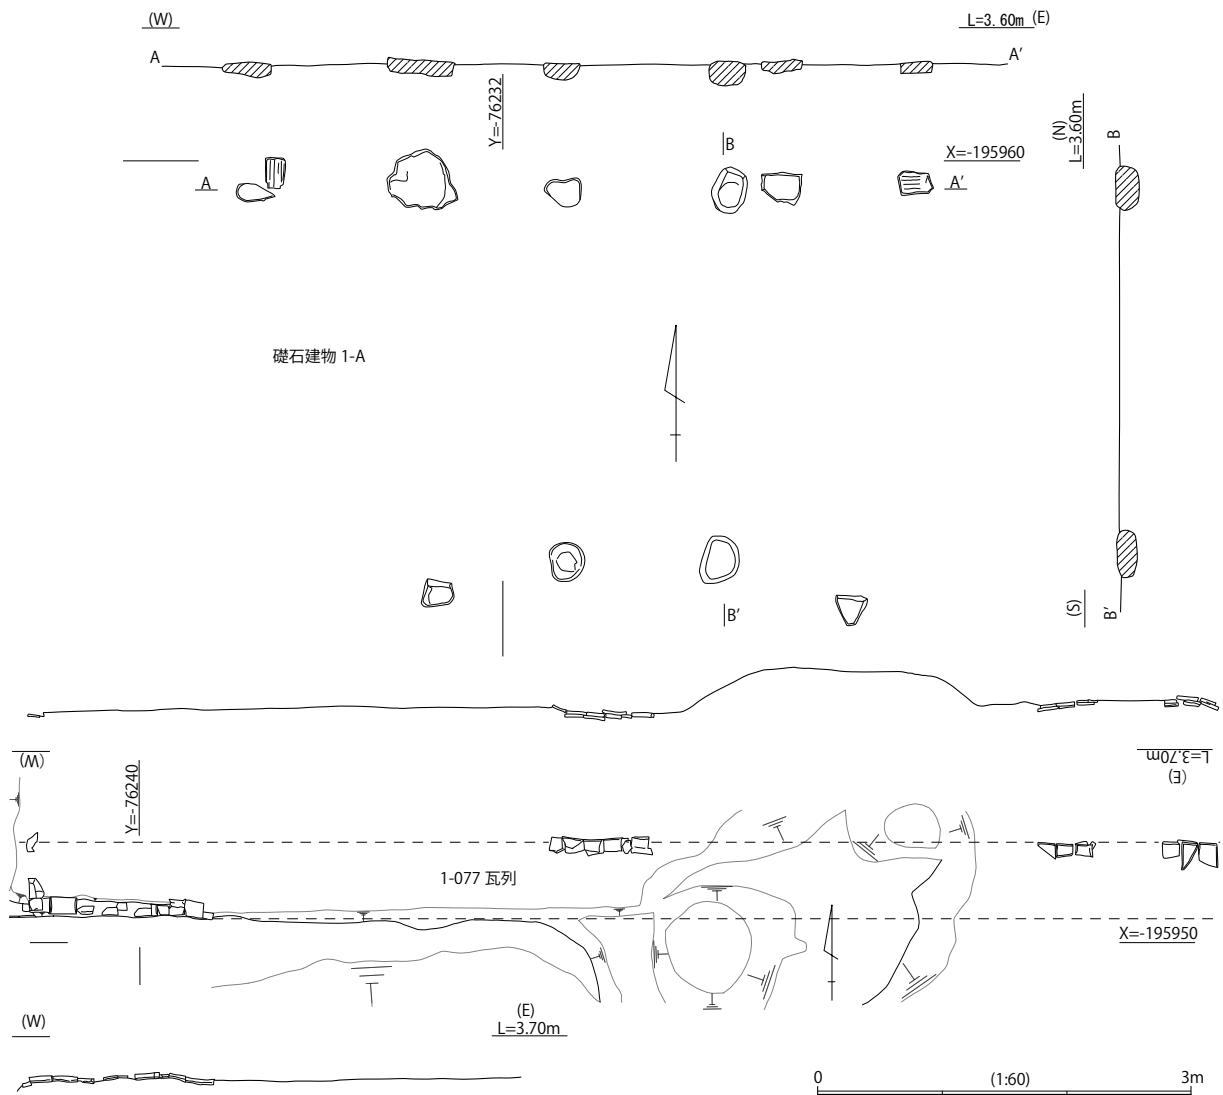 (W)
L=3.60m (E)
A
A′
Y=-76232
(N)
L=3.60m
B
B
X=-195960
A
A′
礎石建物 1-A
B′
(S)
B′
(W)
L=3.70m
(E)
Y=-76240
1-077 瓦列
X=-195950
(W)
(E)
L=3.70m
0
(1:60)
3m